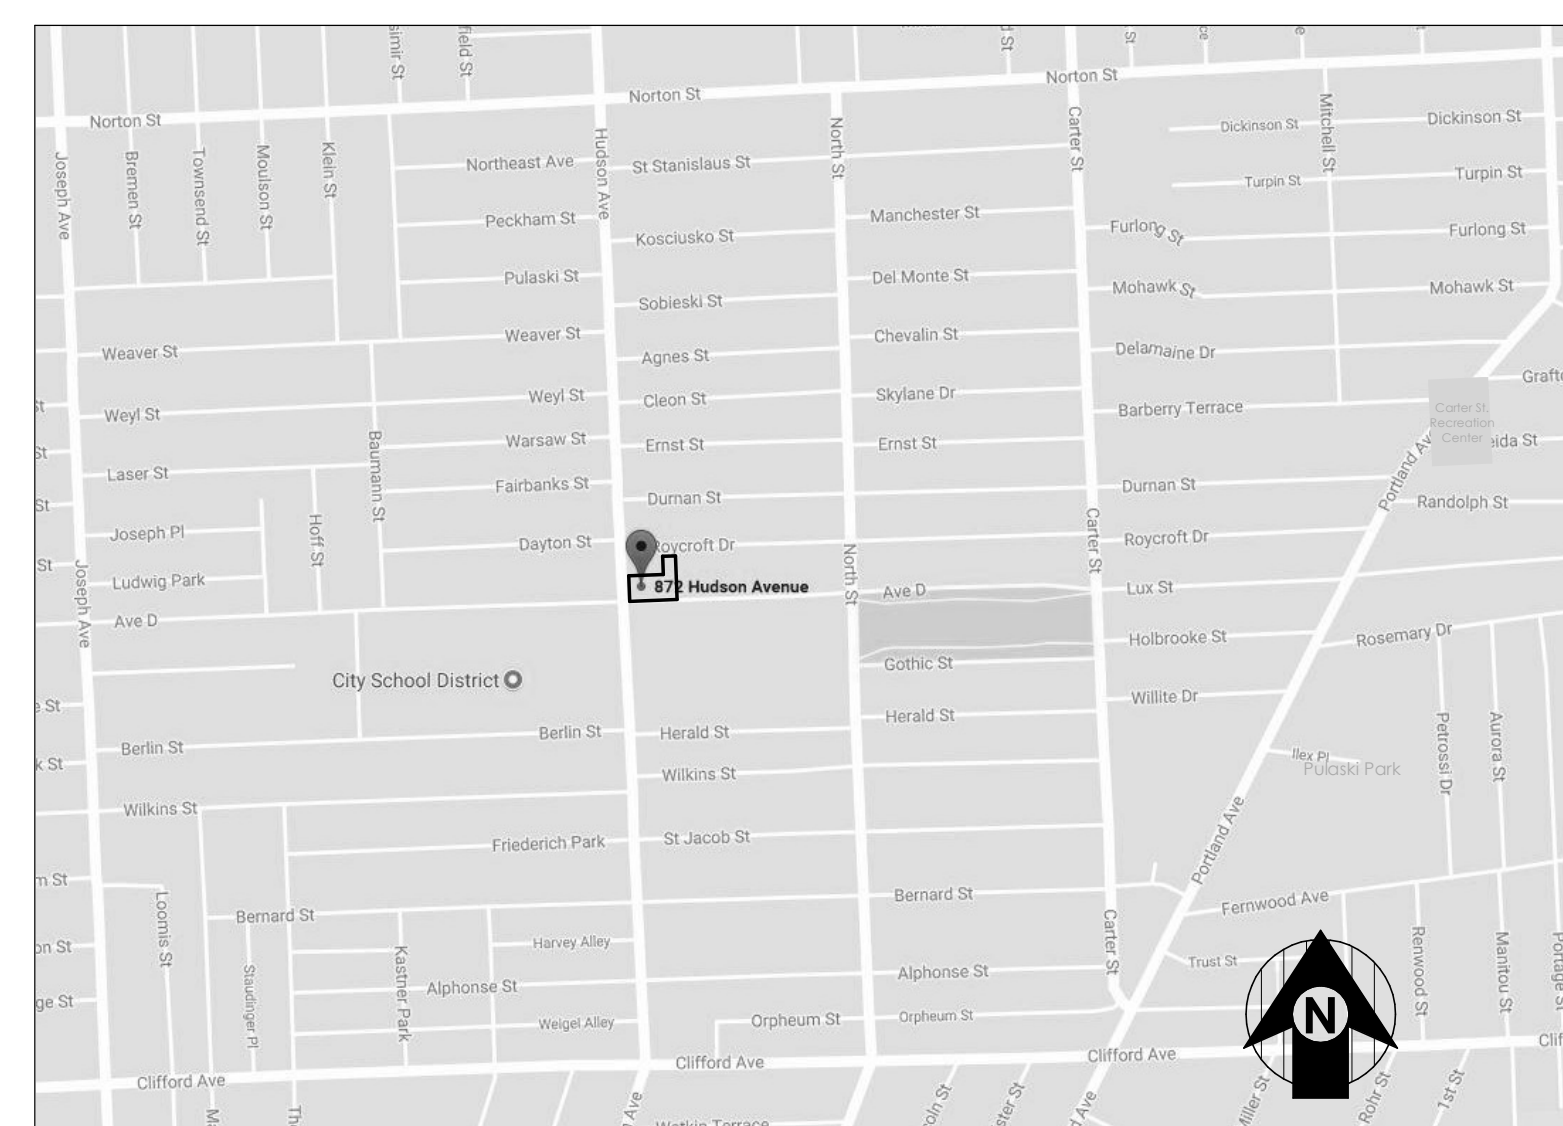 Norton St
Norton St
Norton St
Joseph Ave
Bremen St
Townsend St
Moulson St
Klein St
Hudson Ave
North St
Carter St
Mitchell St
Dickinson St
Dickinson St
Northeast Ave
St Stanislaus St
Turpin St
Turpin St
Peckham St
Kosciusko St
Manchester St
Furlong St
Furlong St
Pulaski St
Sobieski St
Del Monte St
Mohawk St
Mohawk St
Weaver St
Weaver St
Agnes St
Chevalin St
Delamaine Dr
Weyl St
Weyl St
Cleon St
Skylane Dr
Barberry Terrace
Carter St.
Recreation
Center
Baumann St
Warsaw St
Ernst St
Ernst St
Portland Av
Laser St
Fairbanks St
Durnan St
Durnan St
Randolph St
Joseph Pl
Hoff St
Dayton St
Roycroft Dr
Carter St
Roycroft Dr
Joseph Ave
Ludwig Park
872 Hudson Avenue
North St
Ave D
Lux St
Ave D
Holbrooke St
Rosemary Dr
City School District
Gothic St
Willite Dr
Berlin St
Berlin St
Herald St
Herald St
Petrossi Dr
Aurora St
Ilex Pl
Pulaski Park
Wilkins St
Wilkins St
Friederich Park
St Jacob St
Portland Ave
Loomis St
Bernard St
Bernard St
Fernwood Ave
Staudinger Pl
Kastner Park
Harvey Alley
Carter St
Trust St
Renwood St
Manitou St
Alphonse St
Alphonse St
Weigel Alley
Orpheum St
Orpheum St
N
Clifford Ave
Clifford Ave
Clifford Ave
Rohr St
1st St